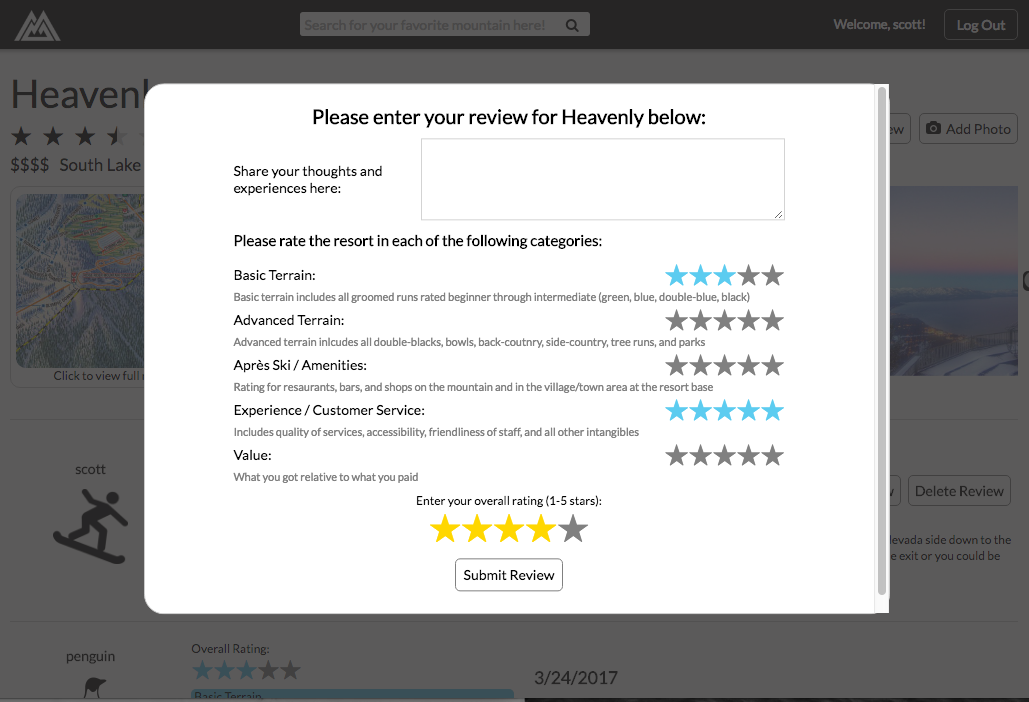 Search for your favorite mountain here!
Welcome, scott!
Log Out
Heavenl
Add Photo
$$$$ South Lake
Please enter your review for Heavenly below:
Share your thoughts and
experiences here:
Please rate the resort in each of the following categories:
Basic Terrain:
Basic terrain includes all groomed runs rated beginner through intermediate (green, blue, double-blue, black)
Advanced Terrain:
Advanced terrain inlcudes all double-blacks, bowls, back-coutnry, side-country, tree runs, and parks
Après Ski / Amenities:
Rating for resaurants, bars, and shops on the mountain and in the village/town area at the resort base
Experience / Customer Service:
Includes quality of services, accessibility, friendliness of staff, and all other intangibles
Value:
What you got relative to what you paid
Enter your overall rating (1-5 stars):
Submit Review
Click to view full
scott
Delete Review
evada side down to the
e exit or you could be
penguin
Overall Rating:
Basic Terrain
3/24/2017